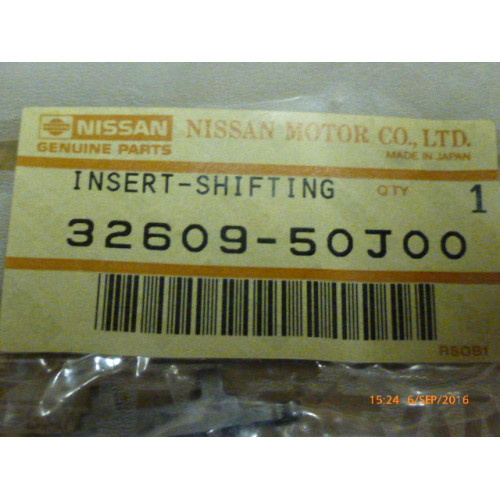 NISSAN NISSAN MOTOR CO., LTD.
GENUINE PARTS MADE IN JAPAN
INSERT-SHIFTING QTY 1
32609-50J00
RSDB1
15:24 6/SEP/2016